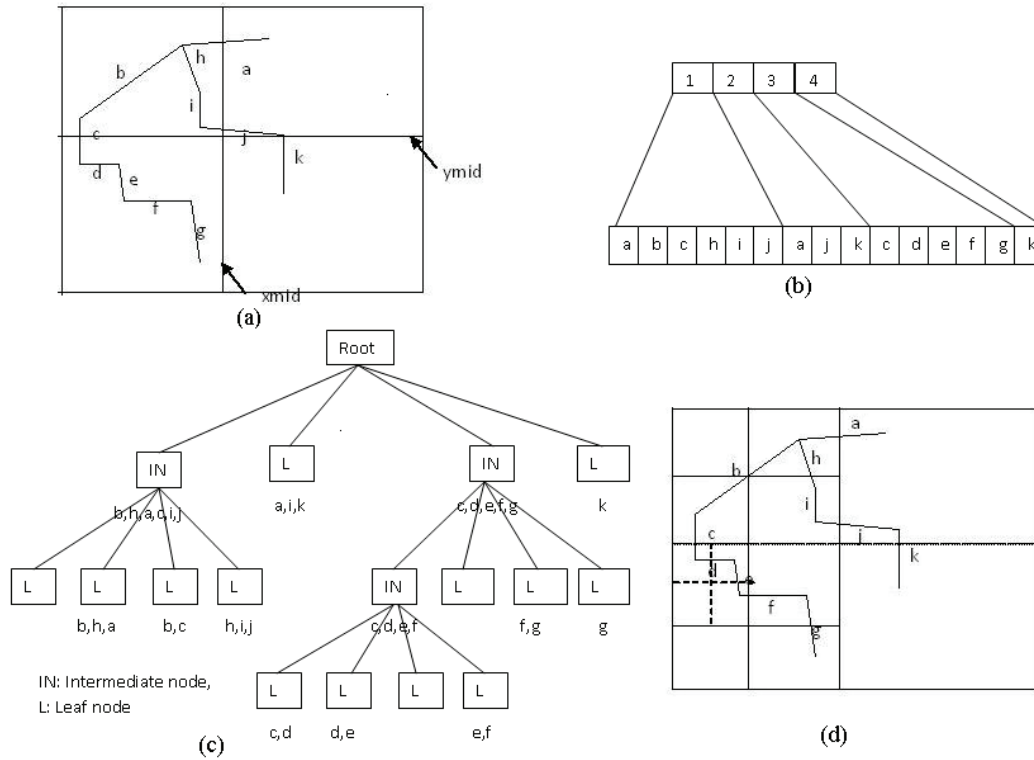 h
a
b
i
c
j
k
ymid
d
e
f
g
xmid
(a)
1 2 3 4
a b c h i j a j k c d e f g k
(b)
Root
IN L IN L
b,h,a,c,i,j a,i,k c,d,e,f,g k
L L L L IN L L L
b,h,a b,c h,i,j c,d,e,f f,g g
L L L L
c,d d,e e,f
IN: Intermediate node,
L: Leaf node
(c)
a
h
b
i
c
j
k
d
e
f
g
(d)